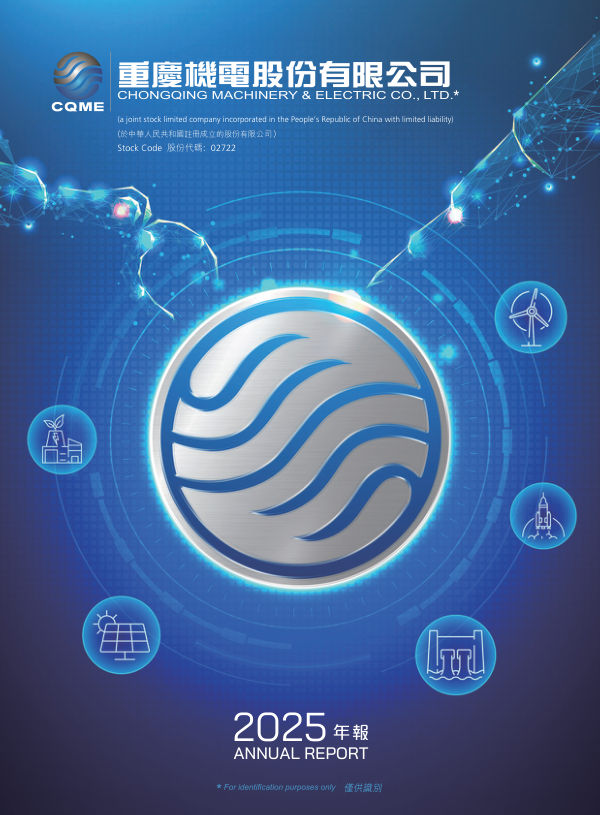 CQME
重慶機電股份有限公司
CHONGQING MACHINERY & ELECTRIC CO., LTD.*
(a joint stock limited company incorporated in the People's Republic of China with limited liability)
(於中華人民共和國註冊成立的股份有限公司)
Stock Code 股份代碼: 02722
2025 年報
ANNUAL REPORT
* For identification purposes only 僅供識別